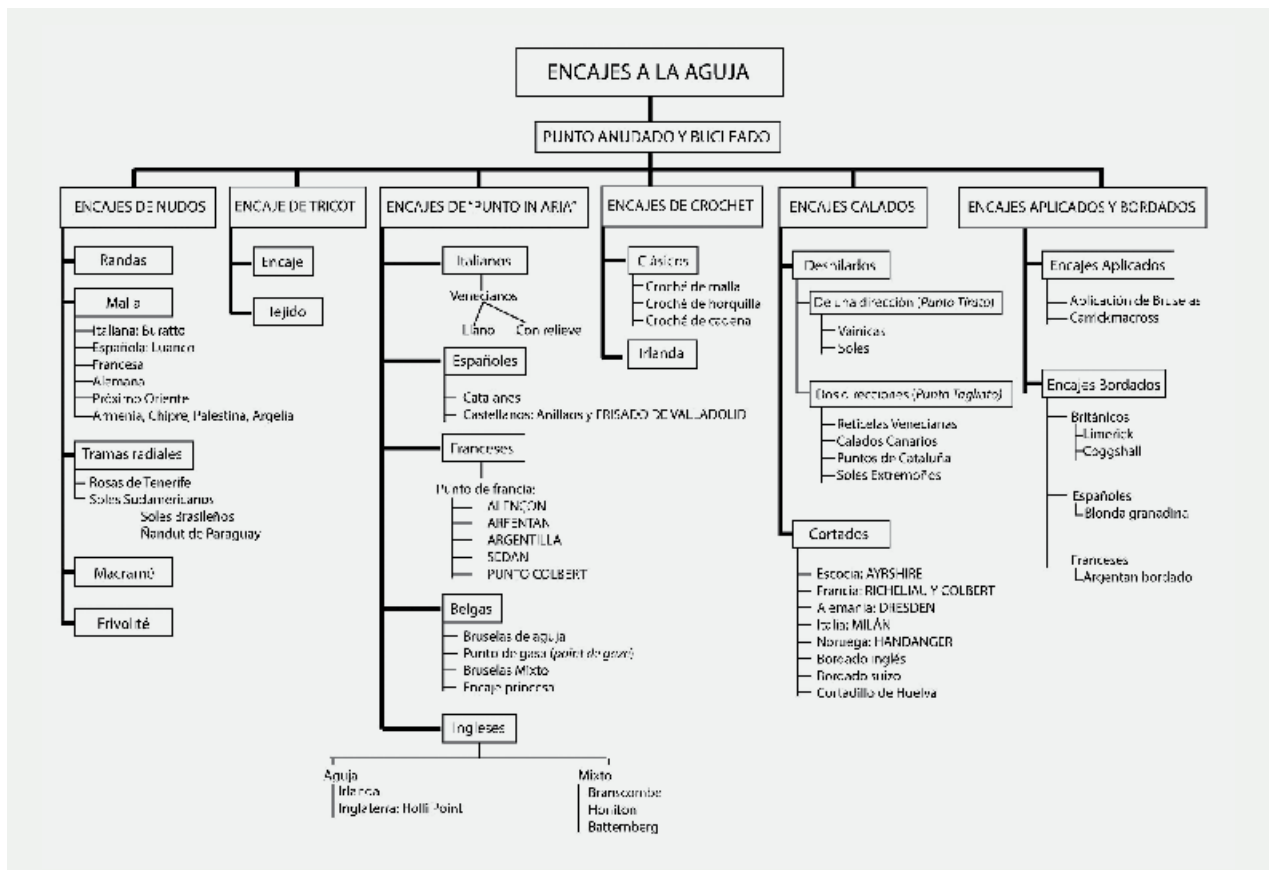 ENCAJES A LA AGUJA
PUNTO ANUDADO Y BUCLEADO
ENCAJES DE NUDOS
Randas
Malla
Italiana: Buratto
Española: Luanco
Francesa
Alemana
Próximo Oriente
Armenia, Chipre, Palestina, Argelia
Tramas radiales
Rosas de Tenerife
Soles Sudamericanos
Soles Brasileños
Ñandut de Paraguay
Macramé
Frivolité
ENCAJE DE TRICOT
Encaje
Tejido
ENCAJES DE "PUNTO IN ARIA"
Italianos
Venecianos
Llano
Con relieve
Españoles
Catalanes
Castellanos: Anillaos y FRISADO DE VALLADOLID
Franceses
Punto de francia:
ALENÇON
ARFENTAN
ARGENTILLA
SEDAN
PUNTO COLBERT
Belgas
Bruselas de aguja
Punto de gasa (point de gaze)
Bruselas Mixto
Encaje princesa
Ingleses
Aguja
Irlanda
Inglaterra: Holli Point
Mixto
Branscombe
Honiton
Battemberg
ENCAJES DE CROCHET
Clásicos
Croché de malla
Croché de horquilla
Croché de cadena
Irlanda
ENCAJES CALADOS
Deshilados
De una dirección (Punto Tirato)
Vainicas
Soles
Dos direcciones (Punto Tagliato)
Reticelas Venecianas
Calados Canarios
Puntos de Cataluña
Soles Extremoñes
Cortados
Escocia: AYRSHIRE
Francia: RICHELIAU Y COLBERT
Alemania: DRESDEN
Italia: MILÁN
Noruega: HANDANGER
Bordado inglés
Bordado suizo
Cortadillo de Huelva
ENCAJES APLICADOS Y BORDADOS
Encajes Aplicados
Aplicación de Bruselas
Carrickmacross
Encajes Bordados
Británicos
Limerick
Coggshall
Españoles
Blonda granadina
Franceses
Argentan bordado